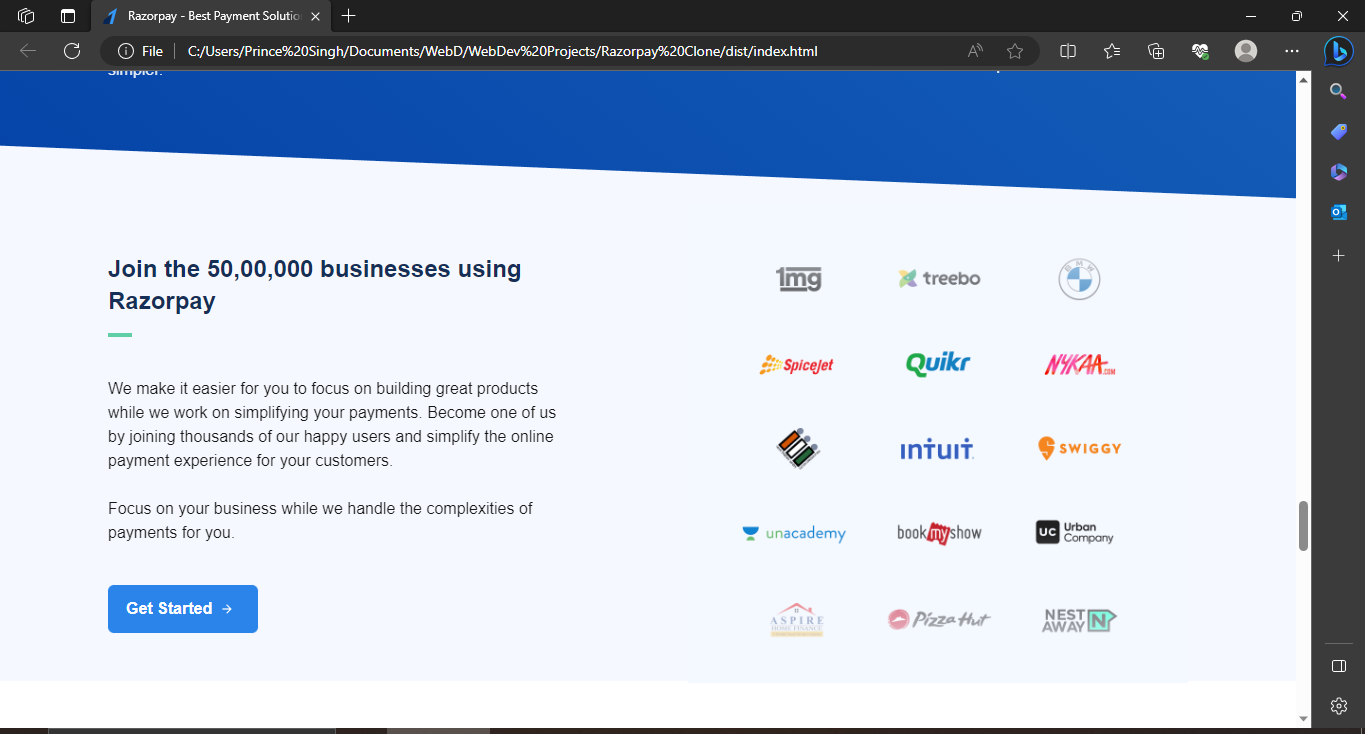 Razorpay - Best Payment Solutio
File
C:/Users/Prince%20Singh/Documents/WebD/WebDev%20Projects/Razorpay%20Clone/dist/index.html
simpler.
Join the 50,00,000 businesses using
Razorpay
We make it easier for you to focus on building great products
while we work on simplifying your payments. Become one of us
by joining thousands of our happy users and simplify the online
payment experience for your customers.
Focus on your business while we handle the complexities of
payments for you.
Get Started →
1mg
treebo
BMW
SpiceJet
Quikr
NYKAA.COM
intuit
SWIGGY
unacademy
bookmyshow
UC Urban
Company
ASPIRE
HOME FINANCE
Pizza Hut
NEST
AWAY N